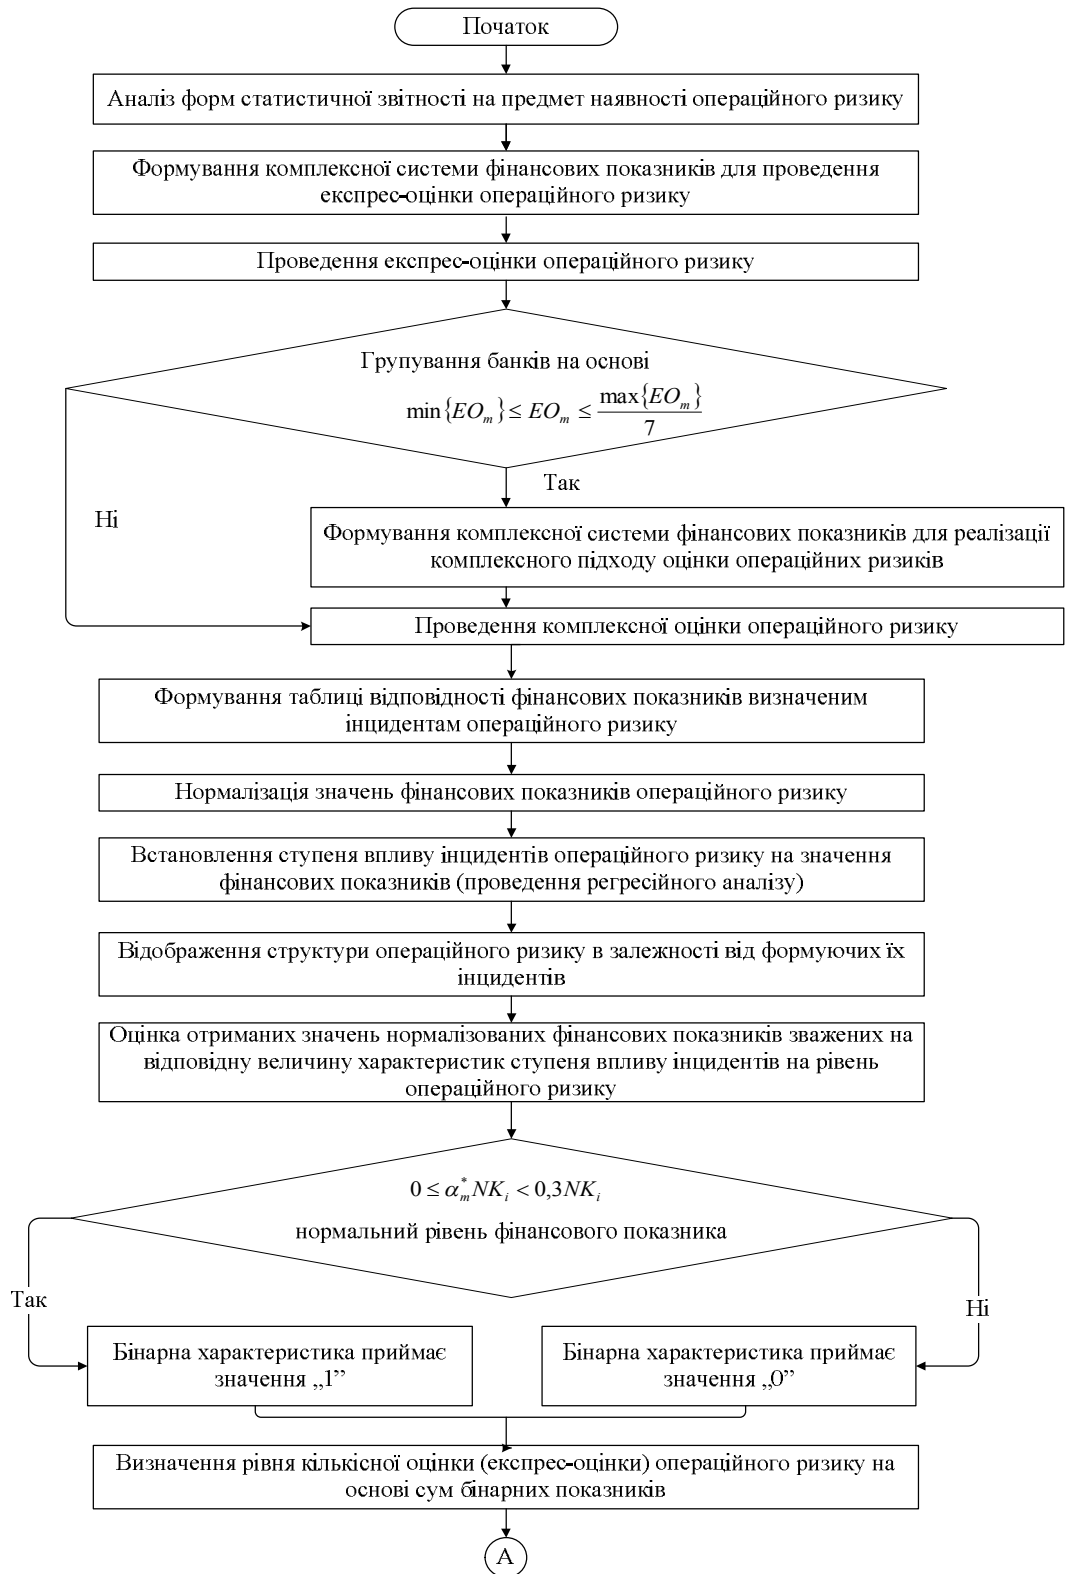 Початок
Аналіз форм статистичної звітності на предмет наявності операційного ризику
Формування комплексної системи фінансових показників для проведення
експрес-оцінки операційного ризику
Проведення експрес-оцінки операційного ризику
Групування банків на основі
min{EO_m} ≤ EO_m ≤ max{EO_m}/7
Так
Ні
Формування комплексної системи фінансових показників для реалізації
комплексного підходу оцінки операційних ризиків
Проведення комплексної оцінки операційного ризику
Формування таблиці відповідності фінансових показників визначеним
інцидентам операційного ризику
Нормалізація значень фінансових показників операційного ризику
Встановлення ступеня впливу інцидентів операційного ризику на значення
фінансових показників (проведення регресійного аналізу)
Відображення структури операційного ризику в залежності від формуючих їх
інцидентів
Оцінка отриманих значень нормалізованих фінансових показників зважених на
відповідну величину характеристик ступеня впливу інцидентів на рівень
операційного ризику
0 ≤ α*_m NK_i < 0,3NK_i
нормальний рівень фінансового показника
Так
Ні
Бінарна характеристика приймає
значення „1”
Бінарна характеристика приймає
значення „0”
Визначення рівня кількісної оцінки (експрес-оцінки) операційного ризику на
основі сум бінарних показників
А